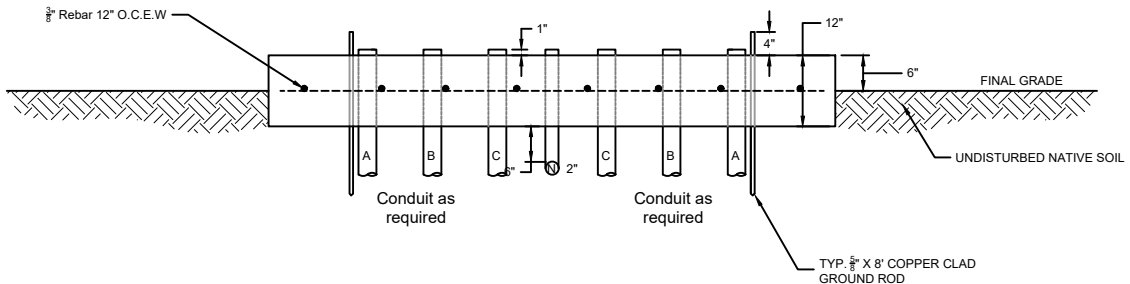 3/8" Rebar 12" O.C.E.W
1"
12"
4"
6"
FINAL GRADE
UNDISTURBED NATIVE SOIL
A
B
C
N
C
B
A
6"
2"
Conduit as
required
Conduit as
required
TYP. 5/8" X 8' COPPER CLAD
GROUND ROD